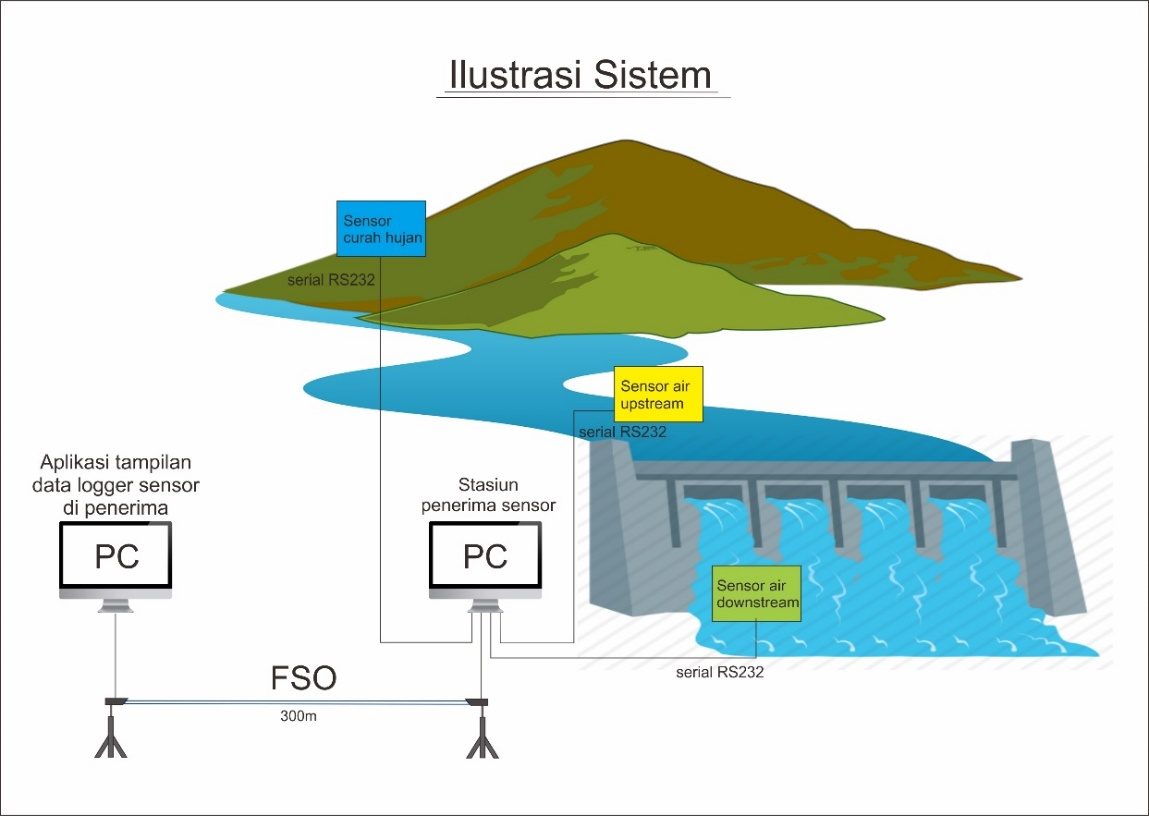 Ilustrasi Sistem
Sensor
curah hujan
serial RS232
Sensor air
upstream
serial RS232
Aplikasi tampilan
data logger sensor
di penerima
PC
Stasiun
penerima sensor
PC
Sensor air
downstream
serial RS232
FSO
300m